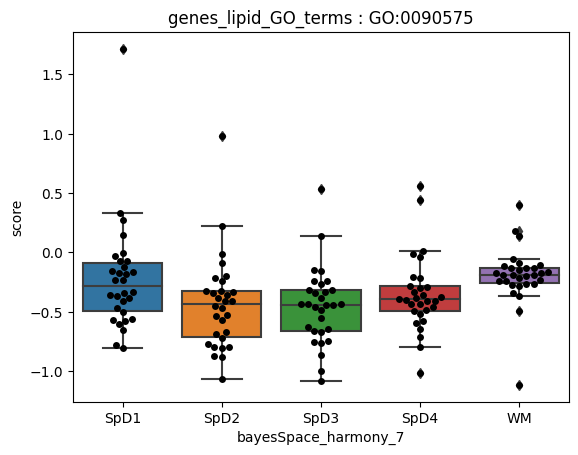 genes_lipid_GO_terms : GO:0090575
1.5
1.0
0.5
0.0
−0.5
−1.0
score
SpD1 SpD2 SpD3 SpD4 WM
bayesSpace_harmony_7